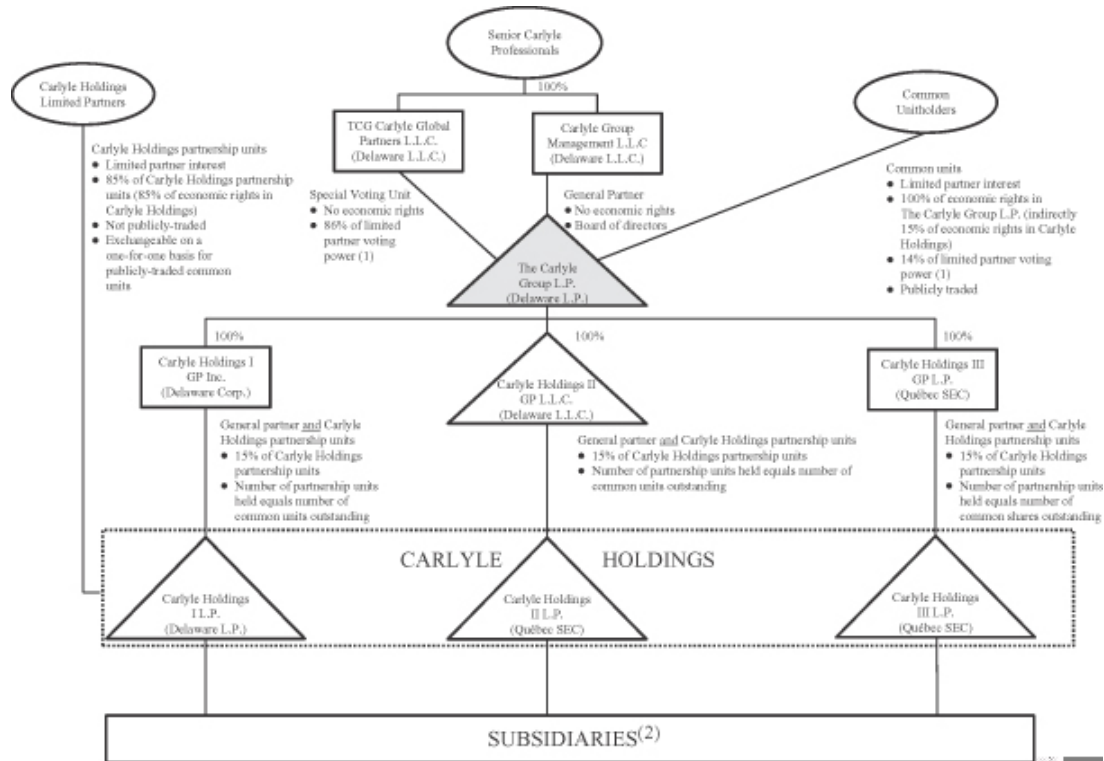 Senior Carlyle
Professionals
Carlyle Holdings
Limited Partners
Common
Unitholders
100%
TCG Carlyle Global
Partners L.L.C.
(Delaware L.L.C.)
Carlyle Group
Management L.L.C
(Delaware L.L.C.)
Carlyle Holdings partnership units
● Limited partner interest
● 85% of Carlyle Holdings partnership
units (85% of economic rights in
Carlyle Holdings)
● Not publicly-traded
● Exchangeable on a
one-for-one basis for
publicly-traded common
units
Special Voting Unit
● No economic rights
● 86% of limited
partner voting
power (1)
General Partner
● No economic rights
● Board of directors
Common units
● Limited partner interest
● 100% of economic rights in
The Carlyle Group L.P. (indirectly
15% of economic rights in Carlyle
Holdings)
● 14% of limited partner voting
power (1)
● Publicly traded
The Carlyle
Group L.P.
(Delaware L.P.)
100%
100%
100%
Carlyle Holdings I
GP Inc.
(Delaware Corp.)
Carlyle Holdings II
GP L.L.C.
(Delaware L.L.C.)
Carlyle Holdings III
GP L.P.
(Québec SEC)
General partner and Carlyle
Holdings partnership units
● 15% of Carlyle Holdings
partnership units
● Number of partnership units
held equals number of
common units outstanding
General partner and Carlyle Holdings partnership units
● 15% of Carlyle Holdings partnership units
● Number of partnership units held equals number of
common units outstanding
General partner and Carlyle
Holdings partnership units
● 15% of Carlyle Holdings
partnership units
● Number of partnership units
held equals number of
common shares outstanding
CARLYLE HOLDINGS
Carlyle Holdings
I L.P.
(Delaware L.P.)
Carlyle Holdings
II L.P.
(Québec SEC)
Carlyle Holdings
III L.P.
(Québec SEC)
SUBSIDIARIES(2)